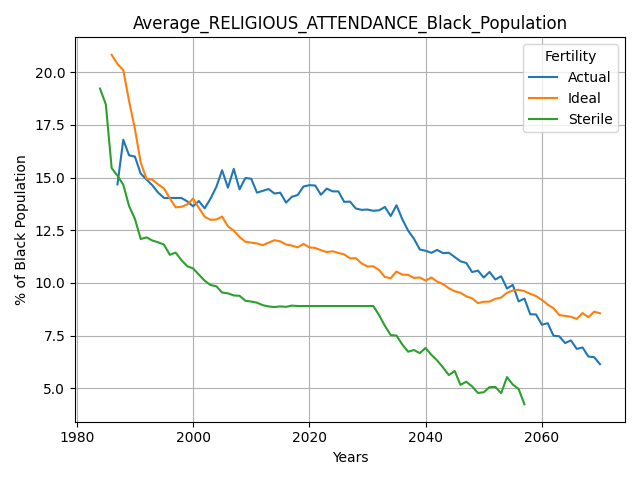 Average_RELIGIOUS_ATTENDANCE_Black_Population
Fertility
Actual
Ideal
Sterile
% of Black Population
20.0
17.5
15.0
12.5
10.0
7.5
5.0
1980 2000 2020 2040 2060
Years